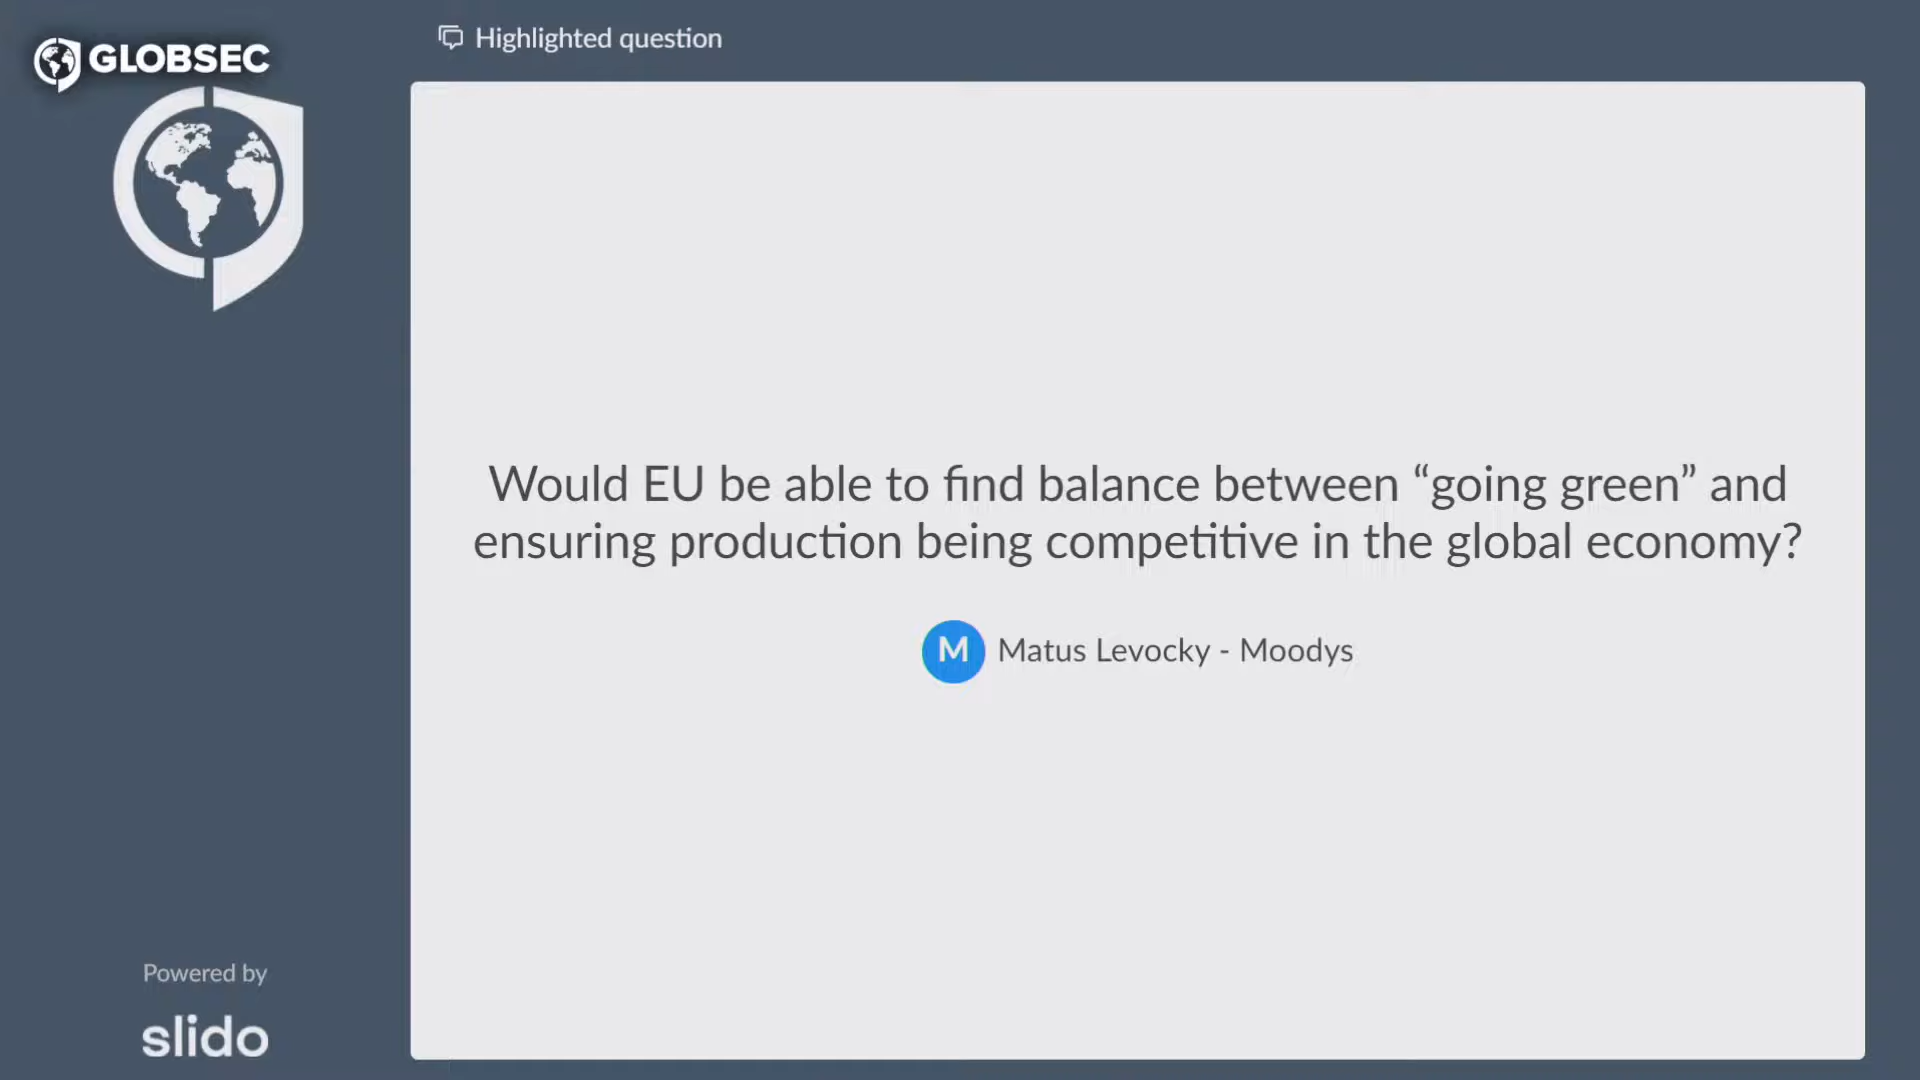 GLOBSEC
Highlighted question
Would EU be able to find balance between “going green” and
ensuring production being competitive in the global economy?
M Matus Levocky - Moodys
Powered by
slido